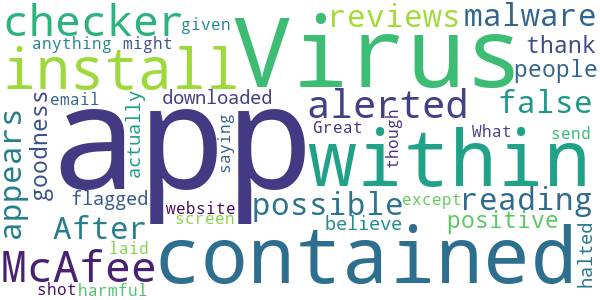 checker
Virus
reviews
malware
anything
might
given
thank
install
people
email
downloaded
alerted
false
goodness
actually
saying
app
Great
though
What
send
within
appears
flagged
website
possible
except
reading
After
screen
believe
positive
halted
laid
McAfee
contained
shot
harmful